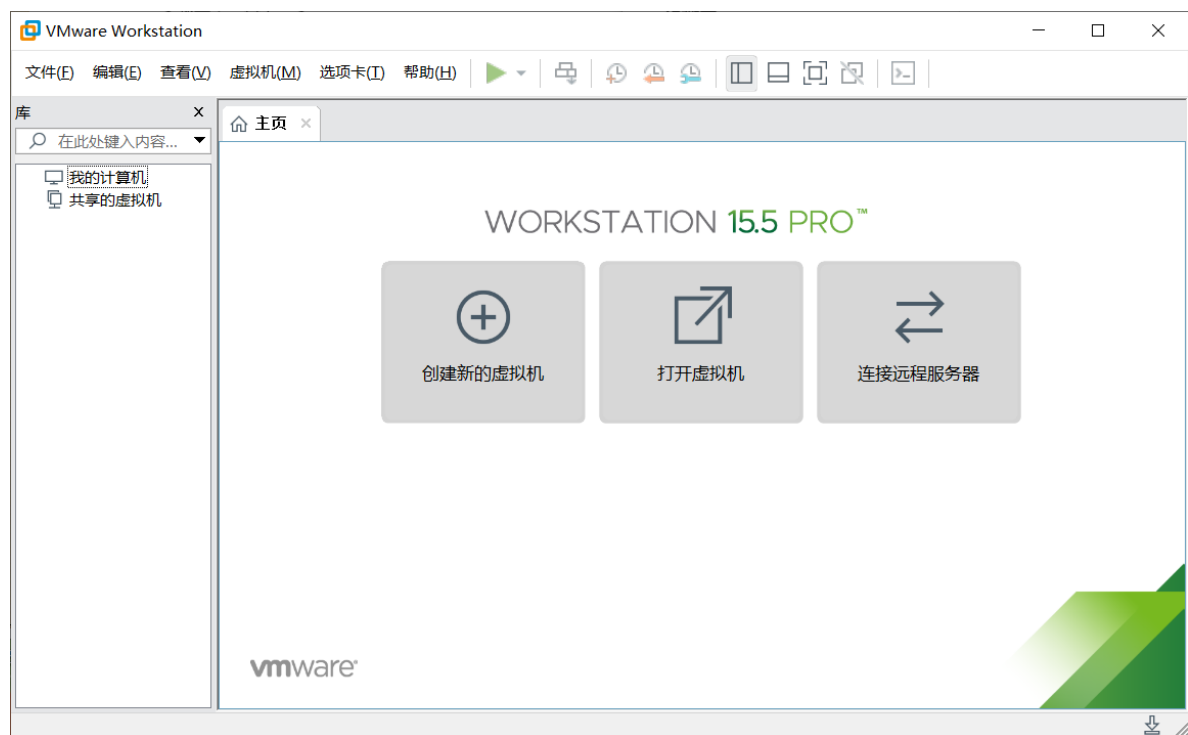 VMware Workstation
文件(F) 编辑(E) 查看(V) 虚拟机(M) 选项卡(T) 帮助(H)
库
在此处键入内容...
我的计算机
共享的虚拟机
主页
WORKSTATION 15.5 PRO™
创建新的虚拟机
打开虚拟机
连接远程服务器
vmware®